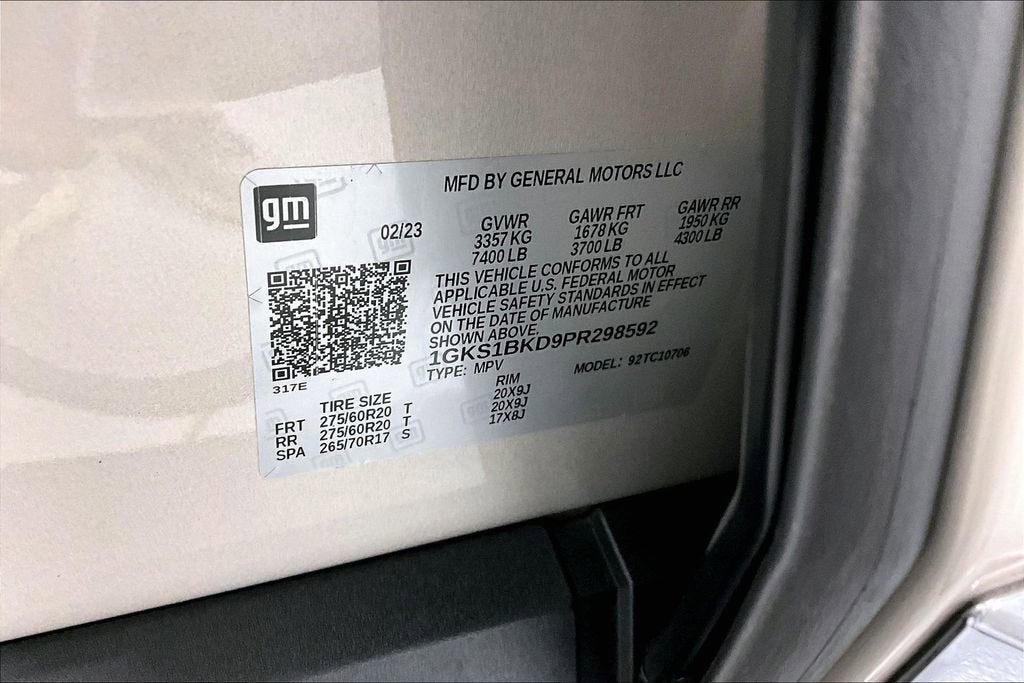 gm
MFD BY GENERAL MOTORS LLC
02/23
GVWR GAWR FRT GAWR RR
3357 KG 1678 KG 1950 KG
7400 LB 3700 LB 4300 LB
THIS VEHICLE CONFORMS TO ALL
APPLICABLE U.S. FEDERAL MOTOR
VEHICLE SAFETY STANDARDS IN EFFECT
ON THE DATE OF MANUFACTURE
SHOWN ABOVE.
1GKS1BKD9PR298592
TYPE: MPV MODEL: 92TC10706
317E
TIRE SIZE RIM
FRT 275/60R20 T 20X9J
RR 275/60R20 T 20X9J
SPA 265/70R17 S 17X8J